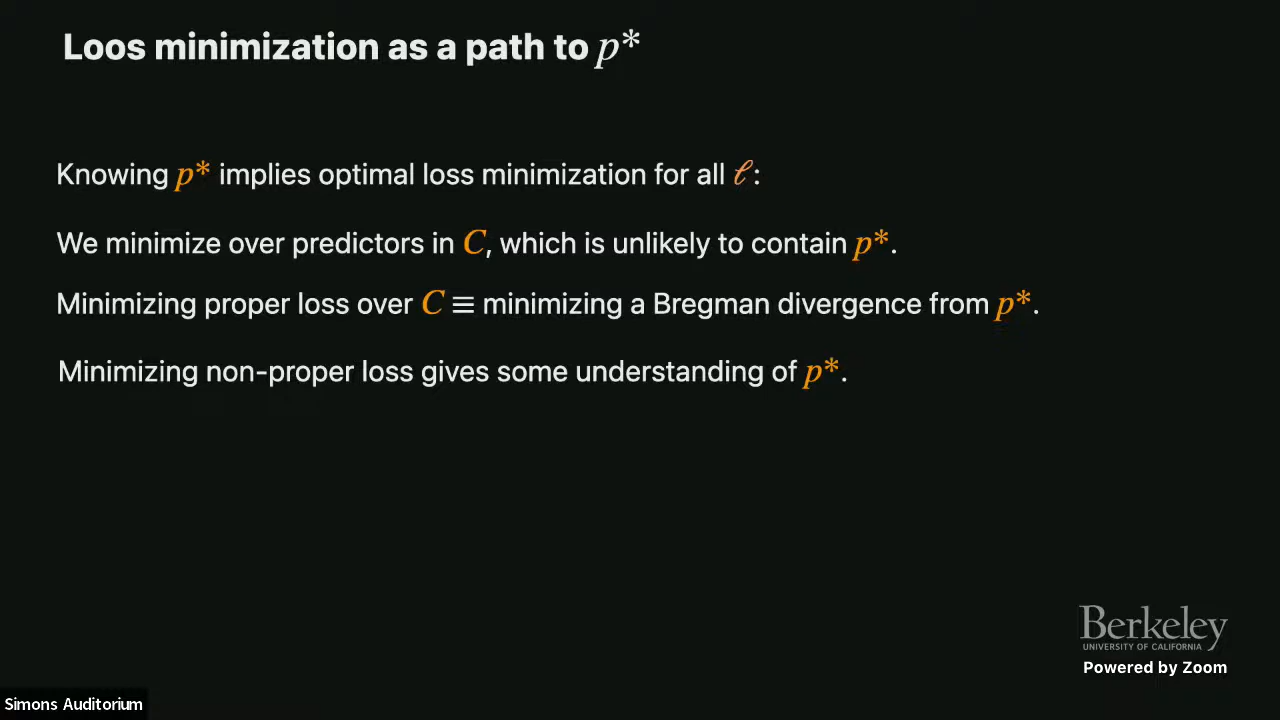 Loos minimization as a path to p*
Knowing p* implies optimal loss minimization for all ℓ:
We minimize over predictors in C, which is unlikely to contain p*.
Minimizing proper loss over C ≡ minimizing a Bregman divergence from p*.
Minimizing non-proper loss gives some understanding of p*.
Berkeley
UNIVERSITY OF CALIFORNIA
Powered by Zoom
Simons Auditorium